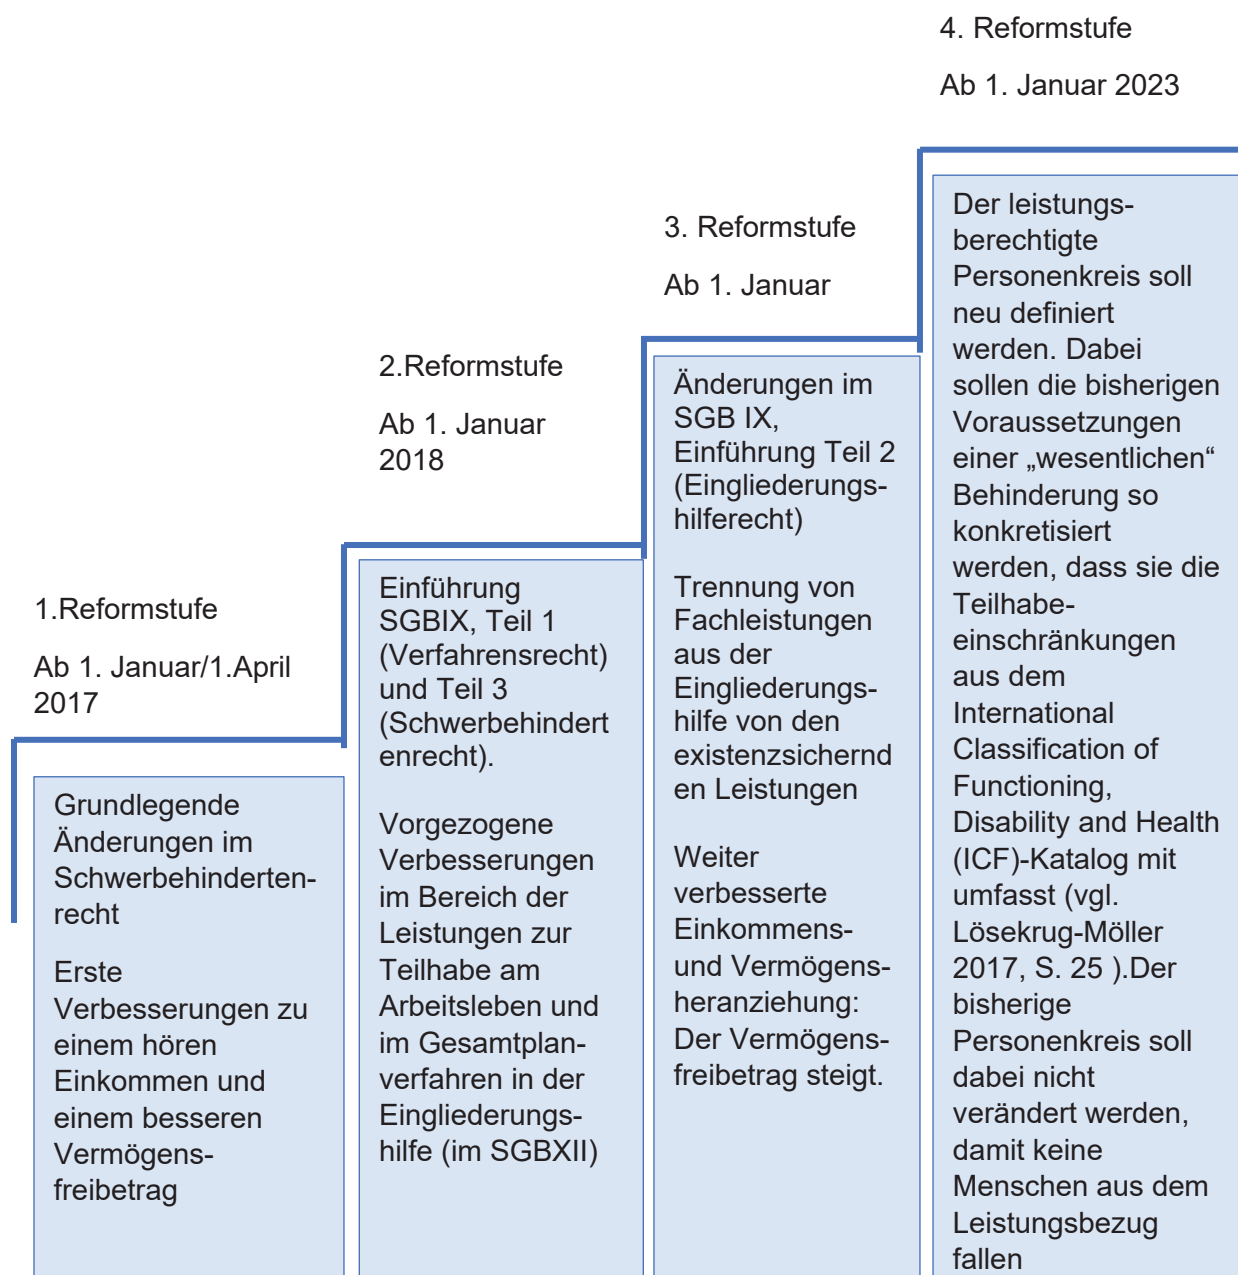 1.Reformstufe
Ab 1. Januar/1.April
2017
Grundlegende
Änderungen im
Schwerbehinderten-
recht
Erste
Verbesserungen zu
einem hören
Einkommen und
einem besseren
Vermögens-
freibetrag
2.Reformstufe
Ab 1. Januar
2018
Einführung
SGBIX, Teil 1
(Verfahrensrecht)
und Teil 3
(Schwerbehindert
enrecht).
Vorgezogene
Verbesserungen
im Bereich der
Leistungen zur
Teilhabe am
Arbeitsleben und
im Gesamtplan-
verfahren in der
Eingliederungs-
hilfe (im SGBXII)
3. Reformstufe
Ab 1. Januar
Änderungen im
SGB IX,
Einführung Teil 2
(Eingliederungs-
hilferecht)
Trennung von
Fachleistungen
aus der
Eingliederungs-
hilfe von den
existenzsichernd
en Leistungen
Weiter
verbesserte
Einkommens-
und Vermögens-
heranziehung:
Der Vermögens-
freibetrag steigt.
4. Reformstufe
Ab 1. Januar 2023
Der leistungs-
berechtigte
Personenkreis soll
neu definiert
werden. Dabei
sollen die bisherigen
Voraussetzungen
einer „wesentlichen“
Behinderung so
konkretisiert
werden, dass sie die
Teilhabe-
einschränkungen
aus dem
International
Classification of
Functioning,
Disability and Health
(ICF)-Katalog mit
umfasst (vgl.
Lösekrug-Möller
2017, S. 25 ).Der
bisherige
Personenkreis soll
dabei nicht
verändert werden,
damit keine
Menschen aus dem
Leistungsbezug
fallen